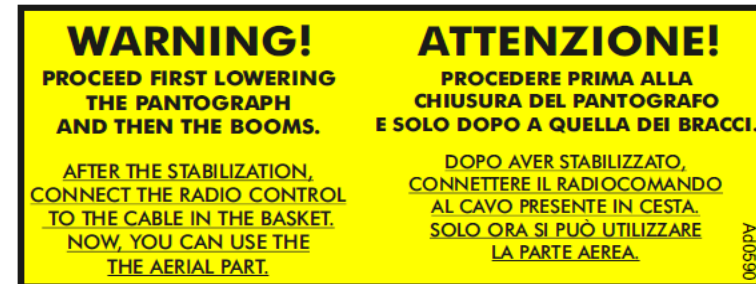 WARNING!
PROCEED FIRST LOWERING
THE PANTOGRAPH
AND THEN THE BOOMS.
AFTER THE STABILIZATION,
CONNECT THE RADIO CONTROL
TO THE CABLE IN THE BASKET.
NOW, YOU CAN USE THE
THE AERIAL PART.
ATTENZIONE!
PROCEDERE PRIMA ALLA
CHIUSURA DEL PANTOGRAFO
E SOLO DOPO A QUELLA DEI BRACCI.
DOPO AVER STABILIZZATO,
CONNETTERE IL RADIOCOMANDO
AL CAVO PRESENTE IN CESTA.
SOLO ORA SI PUÒ UTILIZZARE
LA PARTE AEREA.
Ad0590